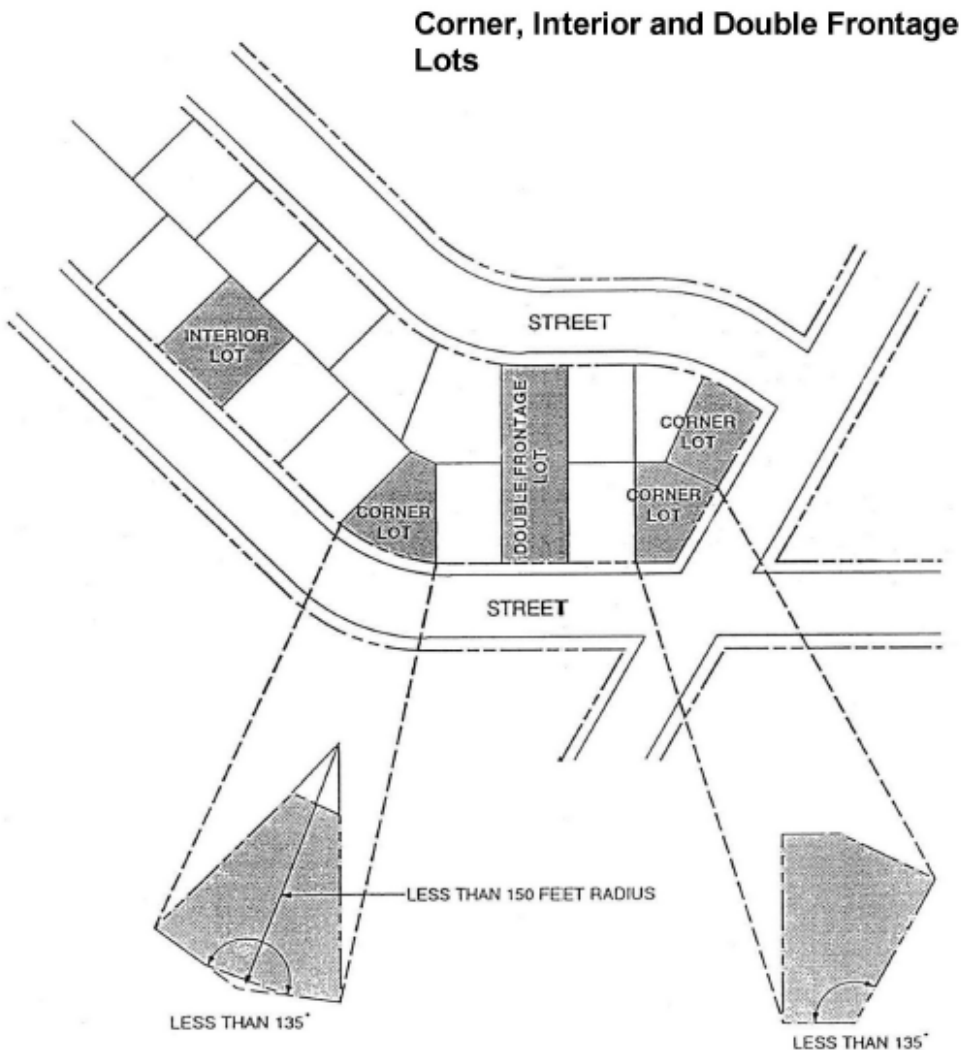 Corner, Interior and Double Frontage
Lots
STREET
INTERIOR
LOT
DOUBLE FRONTAGE
LOT
CORNER
LOT
CORNER
LOT
CORNER
LOT
STREET
LESS THAN 150 FEET RADIUS
LESS THAN 135°
LESS THAN 135°